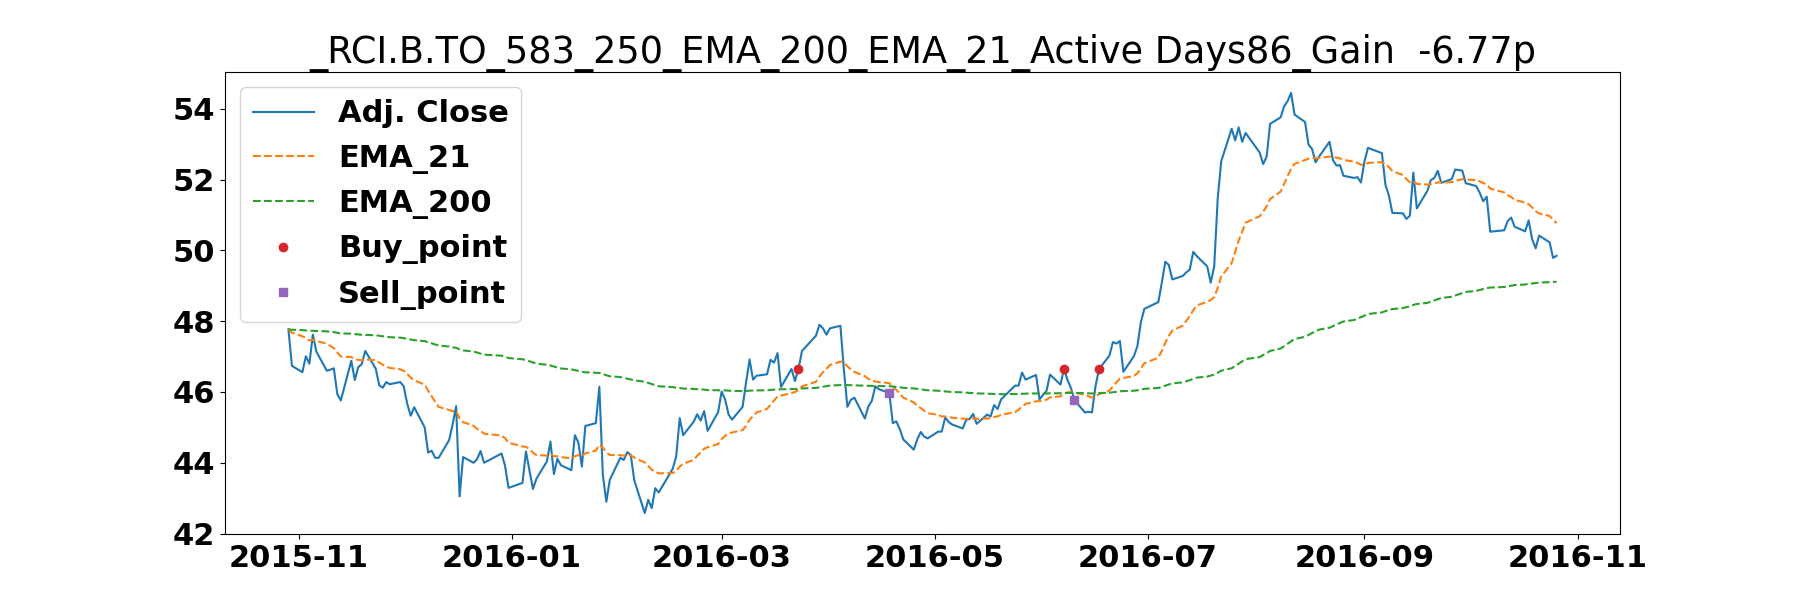 _RCI.B.TO_583_250_EMA_200_EMA_21_Active Days86_Gain  -6.77p
54
52
50
48
46
44
42
Adj. Close
EMA_21
EMA_200
Buy_point
Sell_point
2015-11
2016-01
2016-03
2016-05
2016-07
2016-09
2016-11